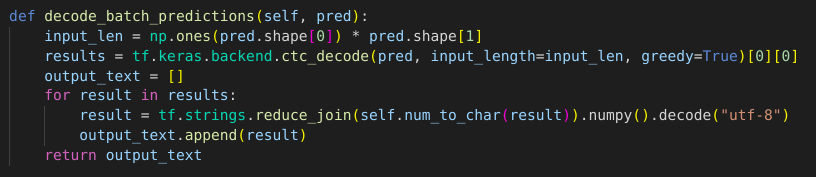 def decode_batch_predictions(self, pred):
    input_len = np.ones(pred.shape[0]) * pred.shape[1]
    results = tf.keras.backend.ctc_decode(pred, input_length=input_len, greedy=True)[0][0]
    output_text = []
    for result in results:
        result = tf.strings.reduce_join(self.num_to_char(result)).numpy().decode("utf-8")
        output_text.append(result)
    return output_text